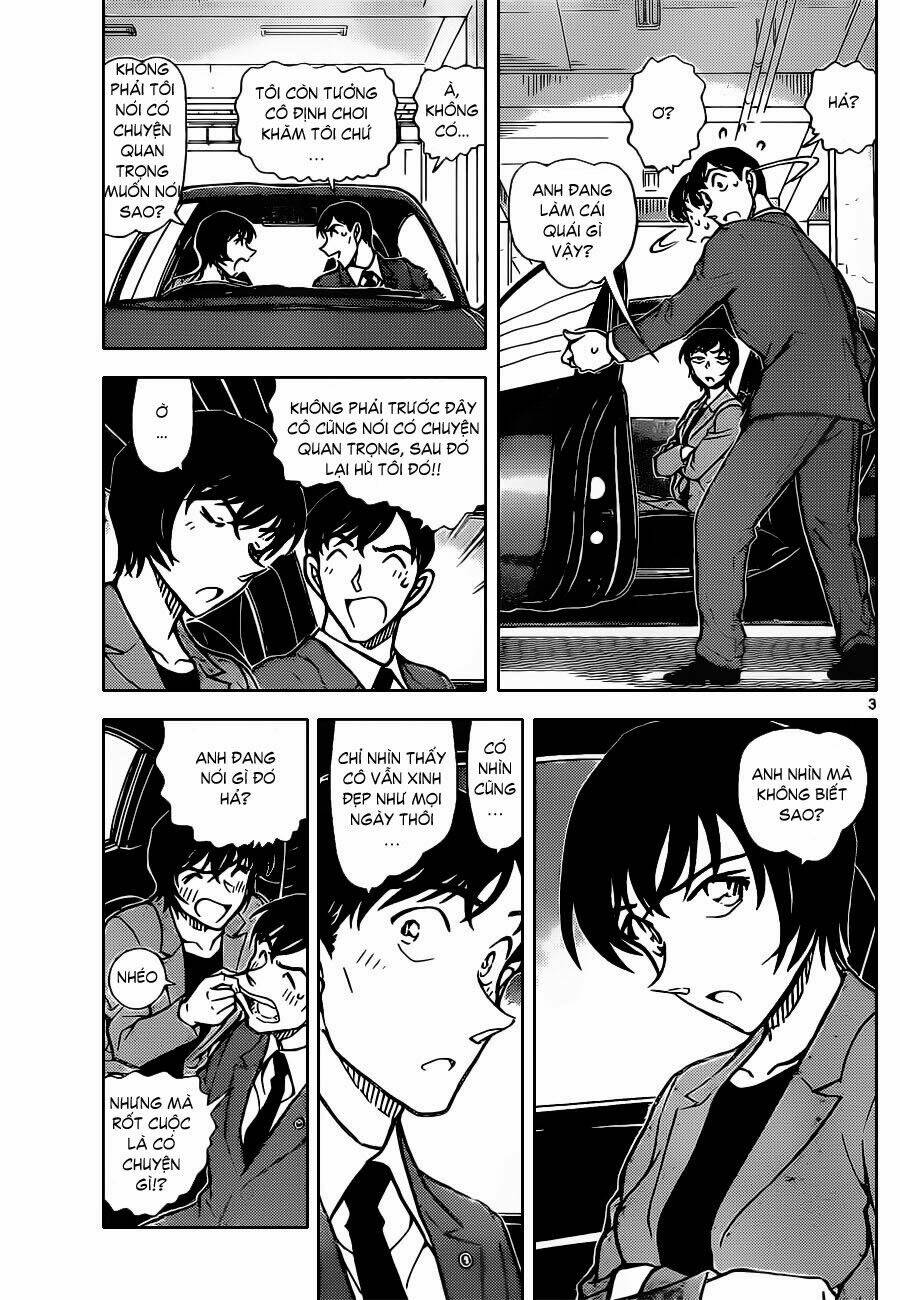 HẢ?
Ơ?
ANH ĐANG
LÀM CÁI
QUÁI GÌ
VẬY?
À,
KHÔNG
CÓ...
TÔI CÒN TƯỞNG
CÔ ĐỊNH CHƠI
KHĂM TÔI CHỨ
...
KHÔNG
PHẢI TÔI
NÓI CÓ
CHUYỆN
QUAN
TRỌNG
MUỐN NÓI
SAO?
KHÔNG PHẢI TRƯỚC ĐÂY
CÔ CŨNG NÓI CÓ CHUYỆN
QUAN TRỌNG, SAU ĐÓ
LẠI HÙ TÔI ĐÓ!!
Ờ
...
3
ANH NHÌN MÀ
KHÔNG BIẾT
SAO?
CÓ
NHÌN
CŨNG
...
CHỈ NHÌN THẤY
CÔ VẪN XINH
ĐẸP NHƯ MỌI
NGÀY THÔI
...
ANH ĐANG
NÓI GÌ ĐÓ
HẢ?
NHÉO
NHƯNG MÀ
RỐT CUỘC
LÀ CÓ
CHUYỆN
GÌ!?